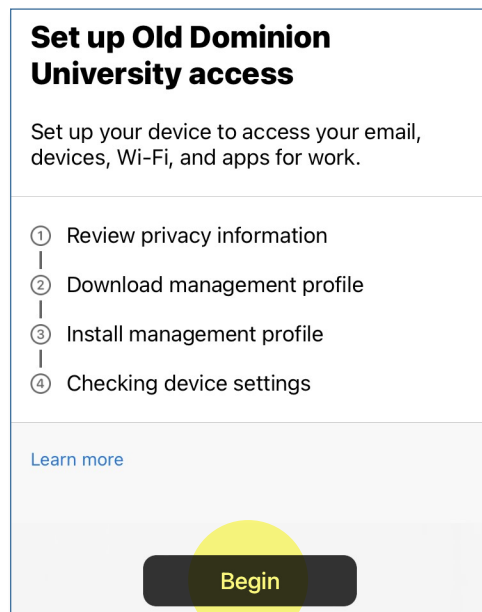 Set up Old Dominion
University access
Set up your device to access your email,
devices, Wi-Fi, and apps for work.
1 Review privacy information
2 Download management profile
3 Install management profile
4 Checking device settings
Learn more
Begin